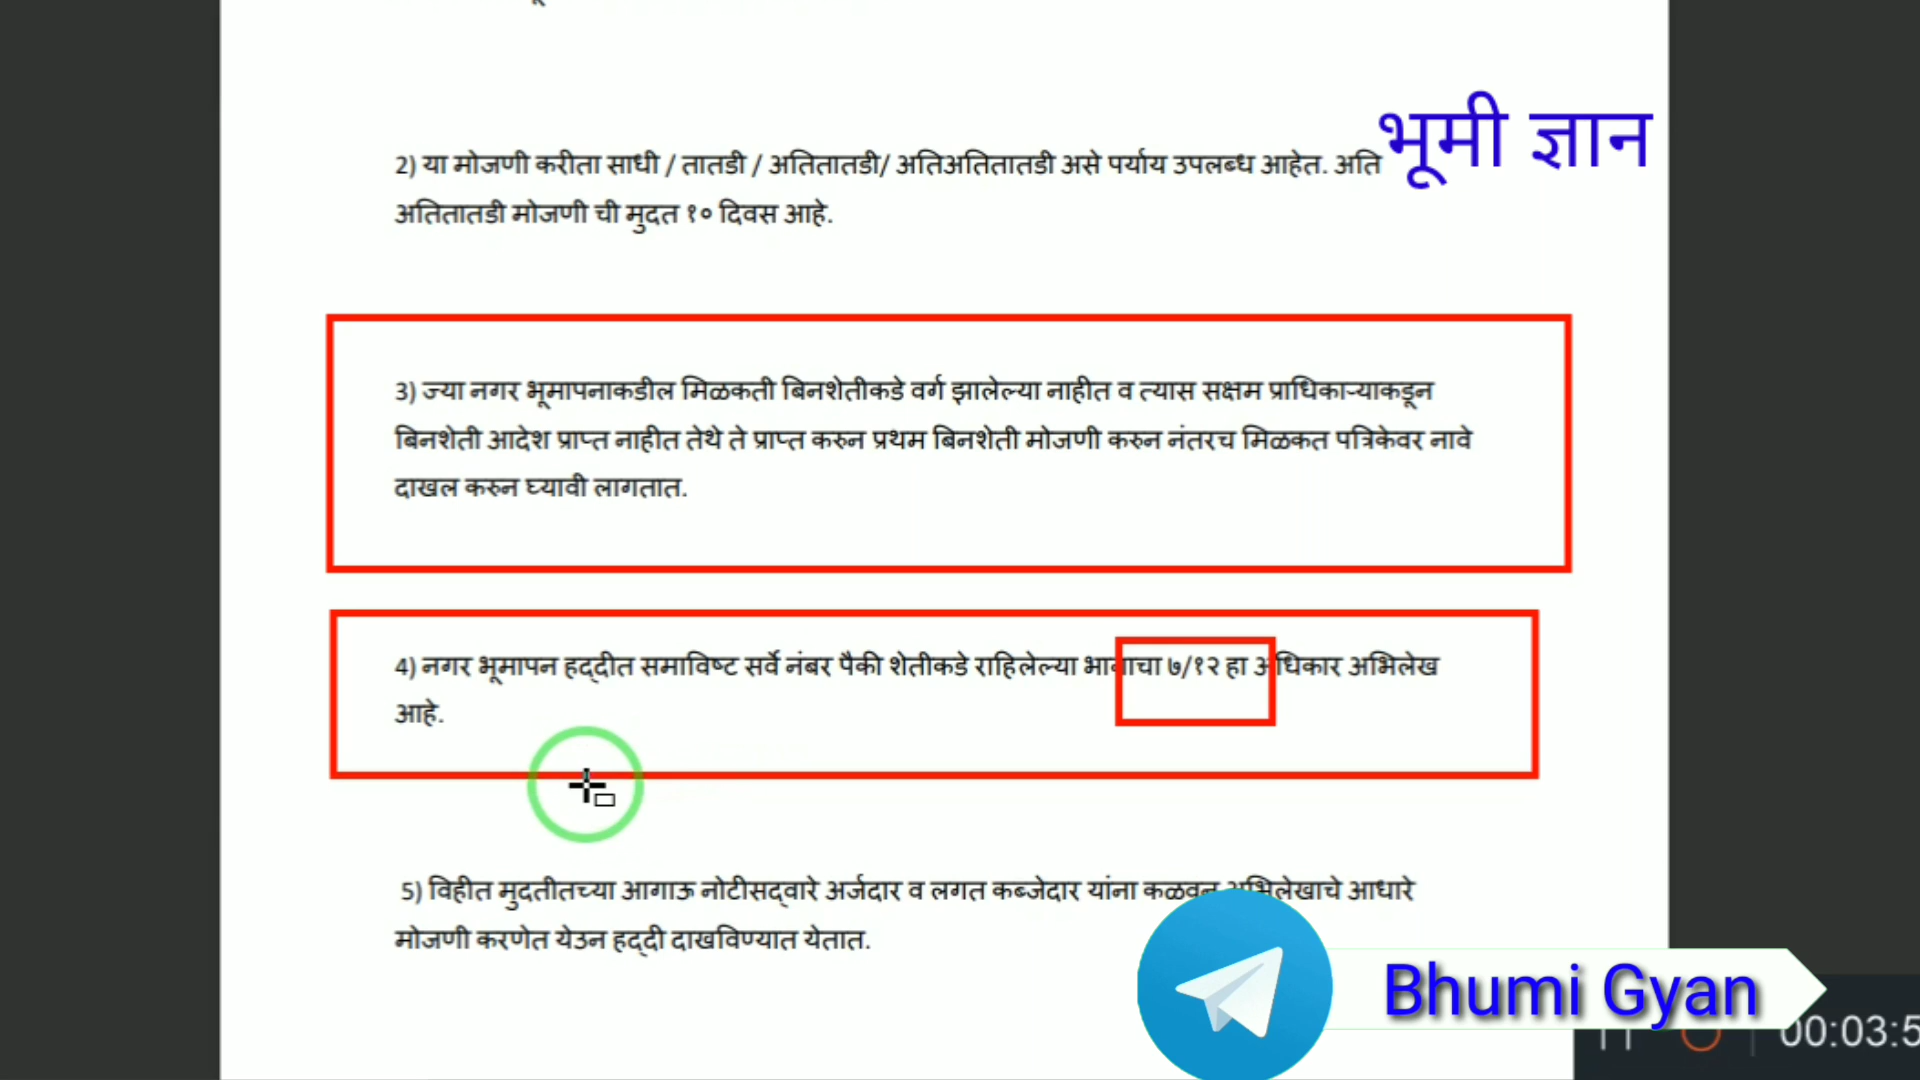 भूमी ज्ञान
2) या मोजणी करीता साधी / तातडी / अतितातडी/ अतिअतितातडी असे पर्याय उपलब्ध आहेत. अति
अतितातडी मोजणी ची मुदत १० दिवस आहे.
3) ज्या नगर भूमापनाकडील मिळकती बिनशेतीकडे वर्ग झालेल्या नाहीत व त्यास सक्षम प्राधिकाऱ्याकडून
बिनशेती आदेश प्राप्त नाहीत तेथे ते प्राप्त करुन प्रथम बिनशेती मोजणी करुन नंतरच मिळकत पत्रिकेवर नावे
दाखल करुन घ्यावी लागतात.
4) नगर भूमापन हद्दीत समाविष्ट सर्वे नंबर पैकी शेतीकडे राहिलेल्या भागाचा ७/१२ हा अधिकार अभिलेख
आहे.
5) विहीत मुदतीतच्या आगाऊ नोटीसद्वारे अर्जदार व लगत कब्जेदार यांना कळवून अभिलेखाचे आधारे
मोजणी करणेत येउन हद्दी दाखविण्यात येतात.
Bhumi Gyan
00:03:5